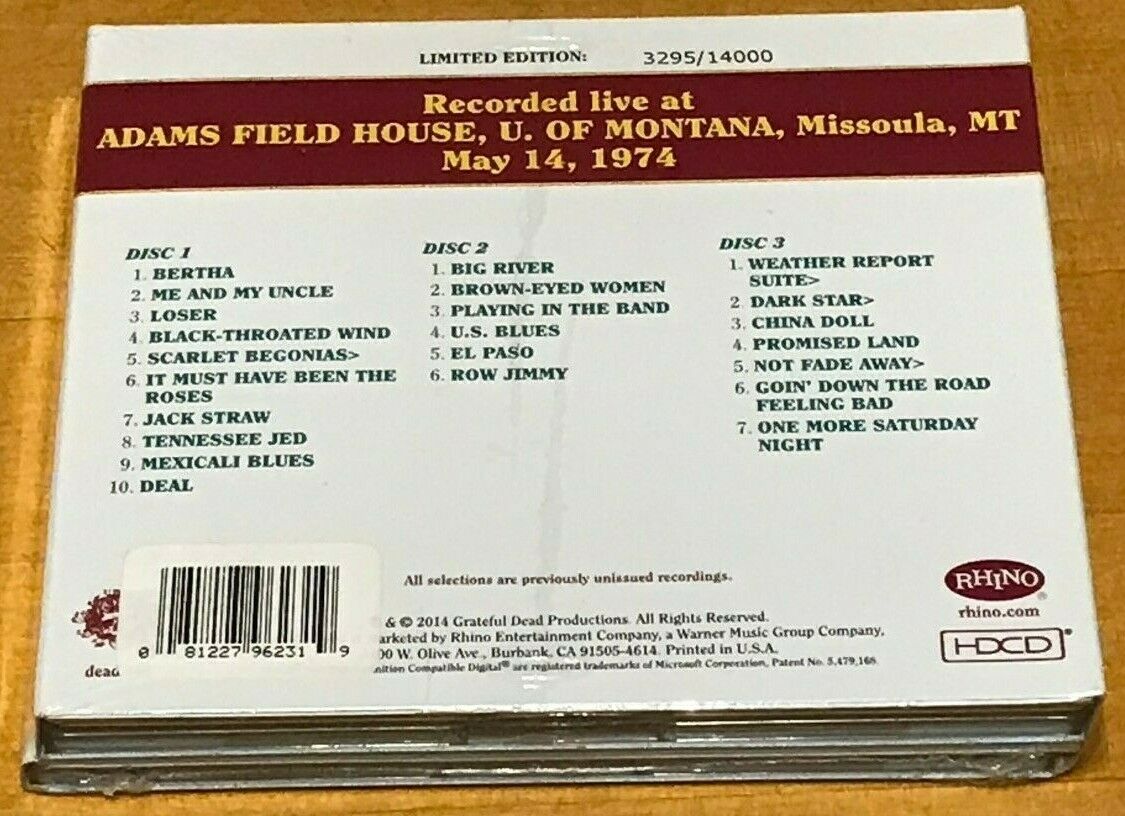 LIMITED EDITION: 3295/14000
Recorded live at
ADAMS FIELD HOUSE, U. OF MONTANA, Missoula, MT
May 14, 1974
DISC 1
1. BERTHA
2. ME AND MY UNCLE
3. LOSER
4. BLACK-THROATED WIND
5. SCARLET BEGONIAS>
6. IT MUST HAVE BEEN THE
ROSES
7. JACK STRAW
8. TENNESSEE JED
9. MEXICALI BLUES
10. DEAL
DISC 2
1. BIG RIVER
2. BROWN-EYED WOMEN
3. PLAYING IN THE BAND
4. U.S. BLUES
5. EL PASO
6. ROW JIMMY
DISC 3
1. WEATHER REPORT
SUITE>
2. DARK STAR>
3. CHINA DOLL
4. PROMISED LAND
5. NOT FADE AWAY>
6. GOIN' DOWN THE ROAD
FEELING BAD
7. ONE MORE SATURDAY
NIGHT
All selections are previously unissued recordings.
& © 2014 Grateful Dead Productions. All Rights Reserved.
arketed by Rhino Entertainment Company, a Warner Music Group Company,
00 W. Olive Ave., Burbank, CA 91505-4614. Printed in U.S.A.
nition Compatible Digital® are registered trademarks of Microsoft Corporation, Patent No. 5,479,168.
0 81227 96231 9
dead
RHINO®
rhino.com
HDCD®